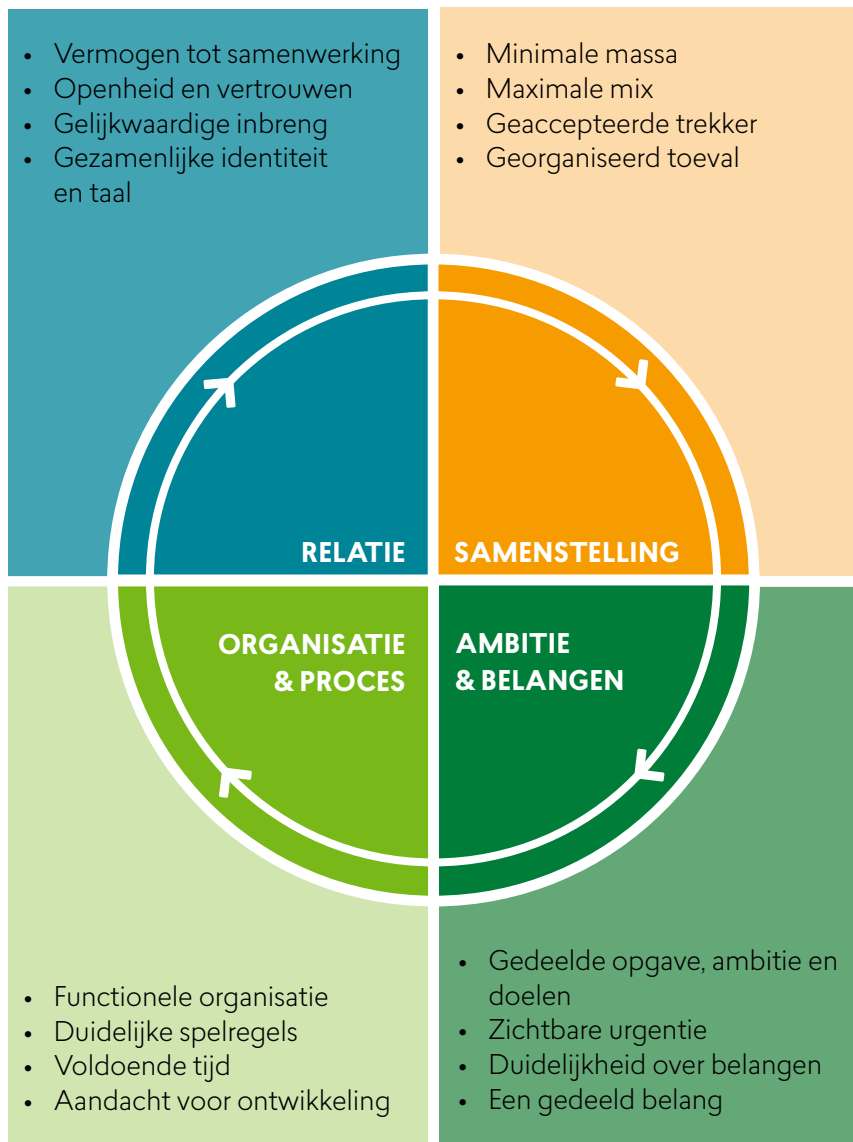 • Vermogen tot samenwerking
• Openheid en vertrouwen
• Gelijkwaardige inbreng
• Gezamenlijke identiteit
en taal
• Minimale massa
• Maximale mix
• Geaccepteerde trekker
• Georganiseerd toeval
RELATIE
SAMENSTELLING
ORGANISATIE
& PROCES
AMBITIE
& BELANGEN
• Functionele organisatie
• Duidelijke spelregels
• Voldoende tijd
• Aandacht voor ontwikkeling
• Gedeelde opgave, ambitie en
doelen
• Zichtbare urgentie
• Duidelijkheid over belangen
• Een gedeeld belang